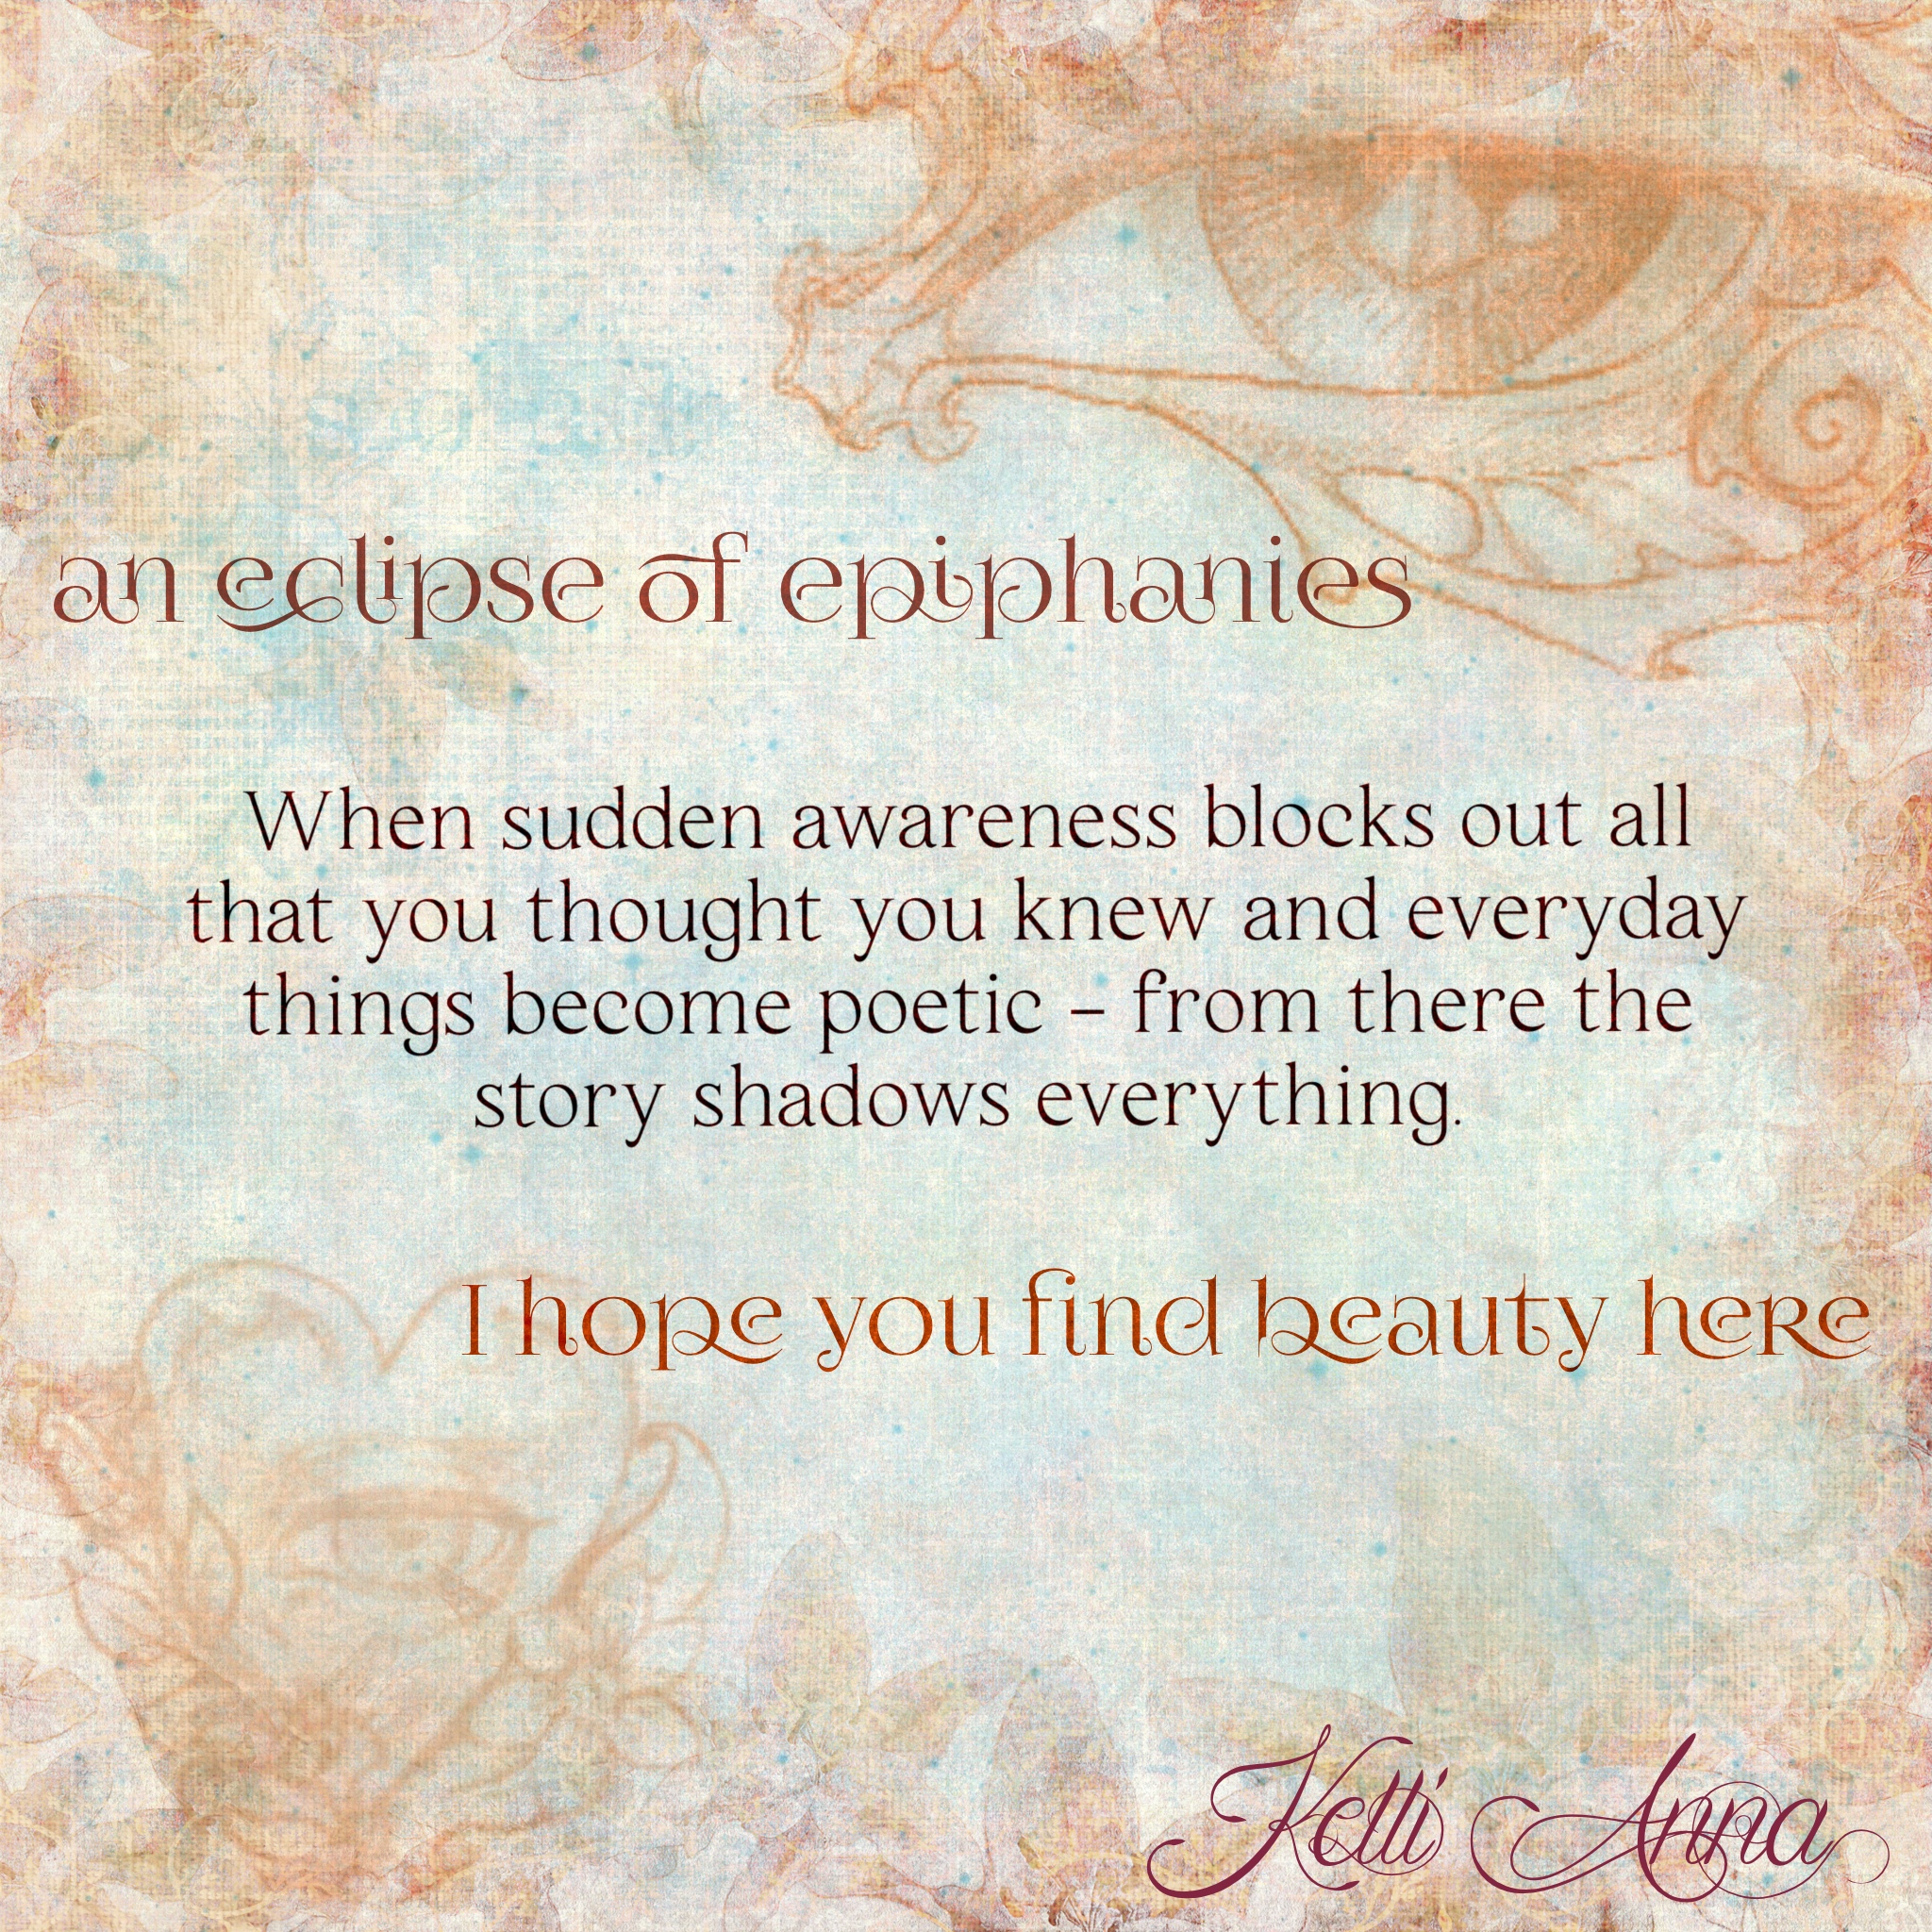 an eclipse of epiphanies
When sudden awareness blocks out all
that you thought you knew and everyday
things become poetic – from there the
story shadows everything.
I hope you find beauty here
Kelli Anna